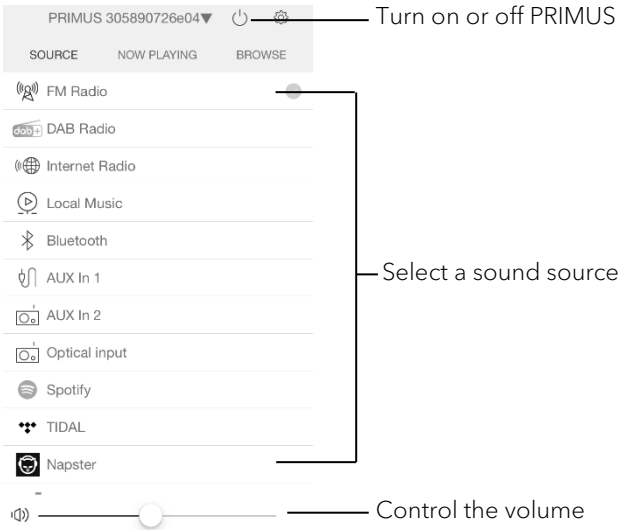 PRIMUS 305890726e04▼
Turn on or off PRIMUS
SOURCE NOW PLAYING BROWSE
FM Radio
dab+ DAB Radio
Internet Radio
Local Music
Bluetooth
AUX In 1
Select a sound source
AUX In 2
Optical input
Spotify
TIDAL
Napster
Control the volume